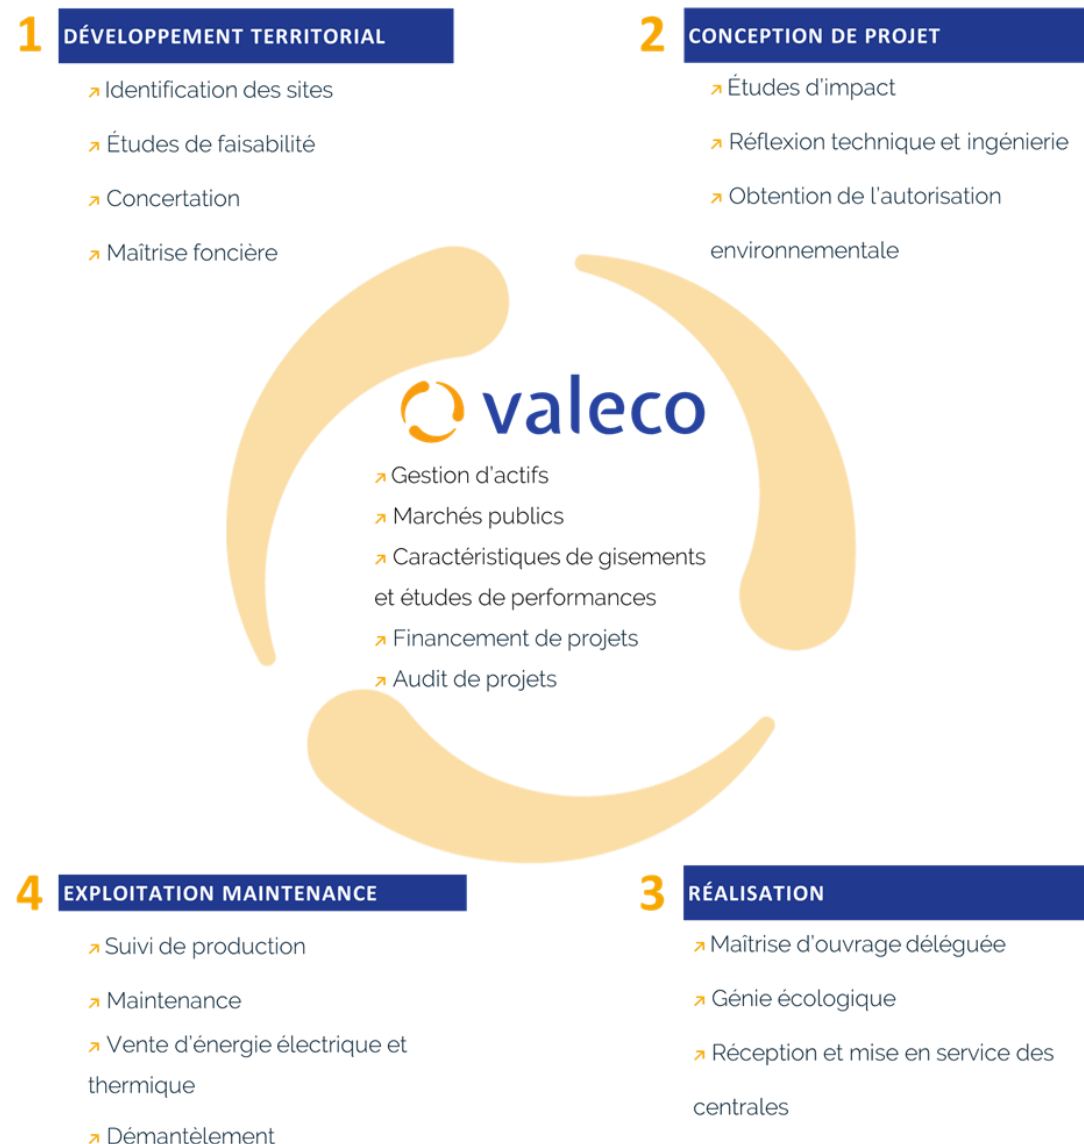 1 DÉVELOPPEMENT TERRITORIAL
Identification des sites
Études de faisabilité
Concertation
Maîtrise foncière
2 CONCEPTION DE PROJET
Études d'impact
Réflexion technique et ingénierie
Obtention de l'autorisation
environnementale
valeco
Gestion d'actifs
Marchés publics
Caractéristiques de gisements
et études de performances
Financement de projets
Audit de projets
4 EXPLOITATION MAINTENANCE
Suivi de production
Maintenance
Vente d'énergie électrique et
thermique
Démantèlement
3 RÉALISATION
Maîtrise d'ouvrage déléguée
Génie écologique
Réception et mise en service des
centrales